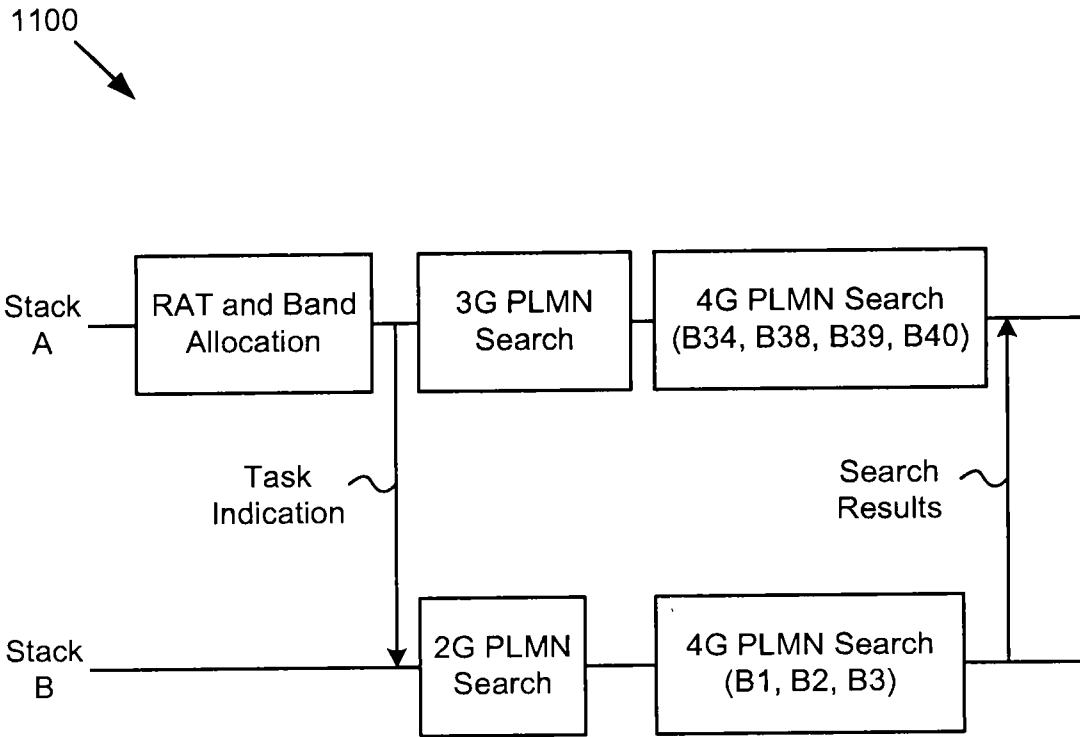 1100
Stack
A
RAT and Band
Allocation
3G PLMN
Search
4G PLMN Search
(B34, B38, B39, B40)
Task
Indication
Search
Results
Stack
B
2G PLMN
Search
4G PLMN Search
(B1, B2, B3)